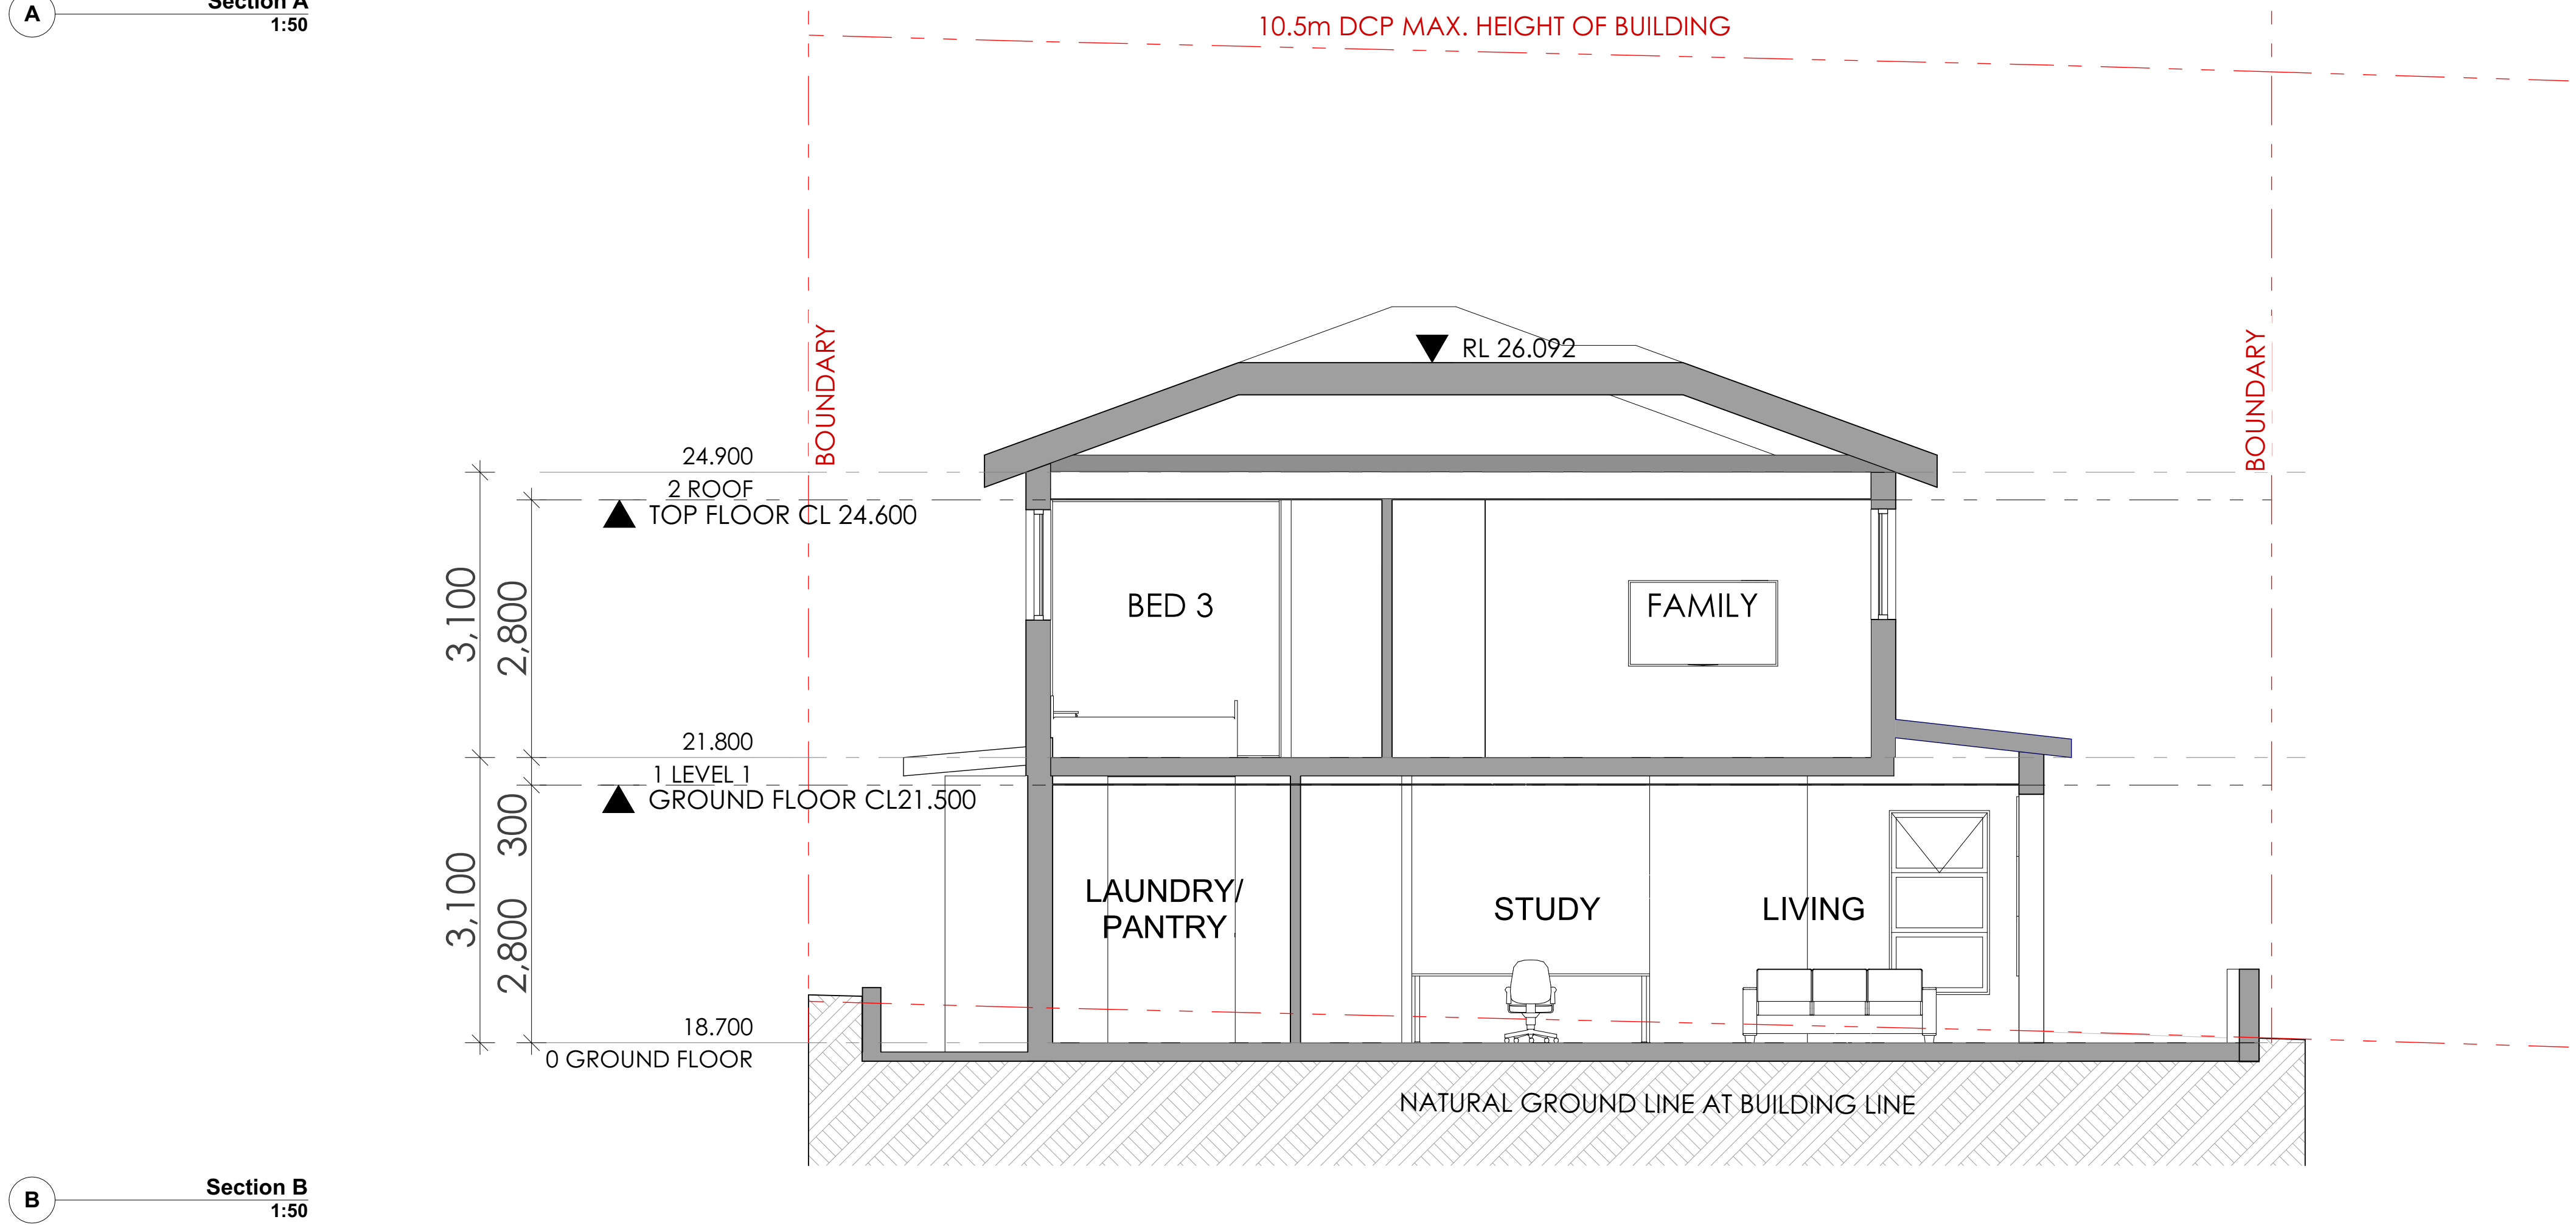 A
Section A
1:50
10.5m DCP MAX. HEIGHT OF BUILDING
BOUNDARY
BOUNDARY
RL 26.092
24.900
2 ROOF
TOP FLOOR CL 24.600
3,100
2,800
BED 3
FAMILY
21.800
1 LEVEL 1
GROUND FLOOR CL21.500
300
3,100
2,800
LAUNDRY/
PANTRY
STUDY
LIVING
18.700
0 GROUND FLOOR
NATURAL GROUND LINE AT BUILDING LINE
B
Section B
1:50